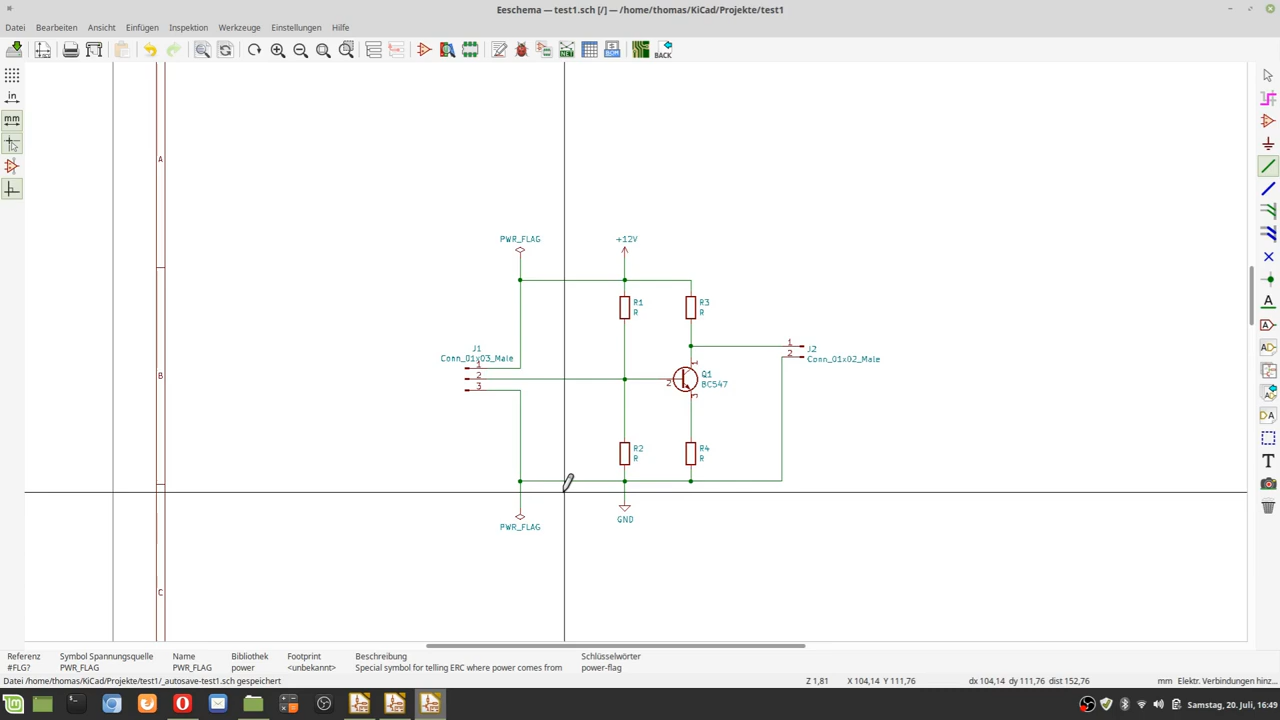 Eeschema — test1.sch [/] — /home/thomas/KiCad/Projekte/test1
Datei Bearbeiten Ansicht Einfügen Inspektion Werkzeuge Einstellungen Hilfe
NET
BOM
BACK
in
mm
A
B
C
PWR_FLAG
+12V
R1
R
R3
R
J1
Conn_01x03_Male
1
2
3
1
2
J2
Conn_01x02_Male
1
2
3
Q1
BC547
R2
R
R4
R
GND
PWR_FLAG
A
A
A
D A
T
Referenz Symbol Spannungsquelle Name Bibliothek Footprint Beschreibung Schlüsselwörter
#FLG? PWR_FLAG PWR_FLAG power <unbekannt> Special symbol for telling ERC where power comes from power-flag
Datei /home/thomas/KiCad/Projekte/test1/_autosave-test1.sch gespeichert Z 1,81 X 104,14 Y 111,76 dx 104,14 dy 111,76 dist 152,76 mm Elektr. Verbindungen hinz...
Samstag, 20. Juli, 16:49